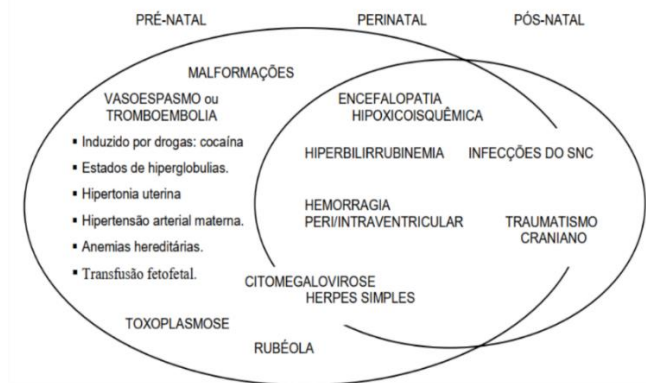 PRÉ-NATAL PERINATAL PÓS-NATAL
MALFORMAÇÕES
VASOESPASMO ou
TROMBOEMBOLIA
▪ Induzido por drogas: cocaína
▪ Estados de hiperglobulias.
▪ Hipertonia uterina
▪ Hipertensão arterial materna.
▪ Anemias hereditárias.
▪ Transfusão fetofetal.
ENCEFALOPATIA
HIPOXICOISQUÊMICA
HIPERBILIRRUBINEMIA
INFECÇÕES DO SNC
HEMORRAGIA
PERI/INTRAVENTRICULAR
TRAUMATISMO
CRANIANO
CITOMEGALOVIROSE
HERPES SIMPLES
TOXOPLASMOSE
RUBÉOLA